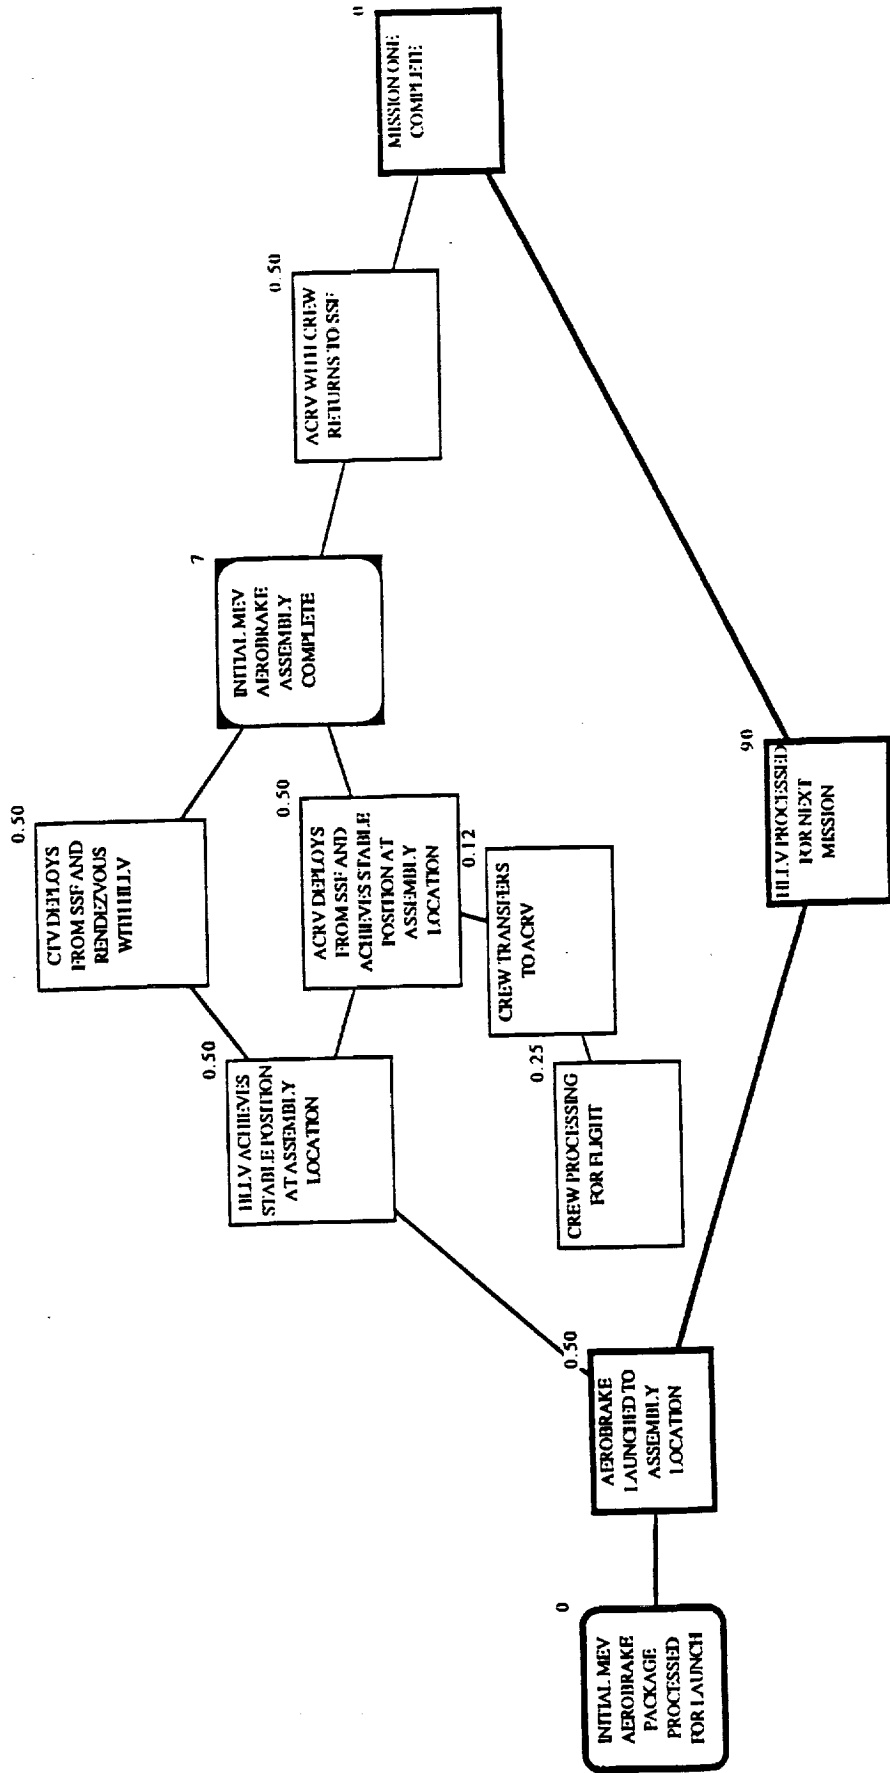 0
INITIAL MEV
AEROBRAKE
PACKAGE
PROCESSED
FOR LAUNCH
0.50
AEROBRAKE
LAUNCHED TO
ASSEMBLY
LOCATION
0.50
HLLV ACHIEVES
STABLE POSITION
AT ASSEMBLY
LOCATION
0.25
CREW PROCESSING
FOR FLIGHT
0.50
CTV DEPLOYS
FROM SSF AND
RENDEZVOUS
WITH HLLV
0.50
ACRV DEPLOYS
FROM SSF AND
ACHIEVES STABLE
POSITION AT
ASSEMBLY
LOCATION
0.12
CREW TRANSFERS
TO ACRV
90
HLLV PROCESSED
FOR NEXT
MISSION
7
INITIAL MEV
AEROBRAKE
ASSEMBLY
COMPLETE
0.50
ACRV WITH CREW
RETURNS TO SSF
0
MISSION ONE
COMPLETE